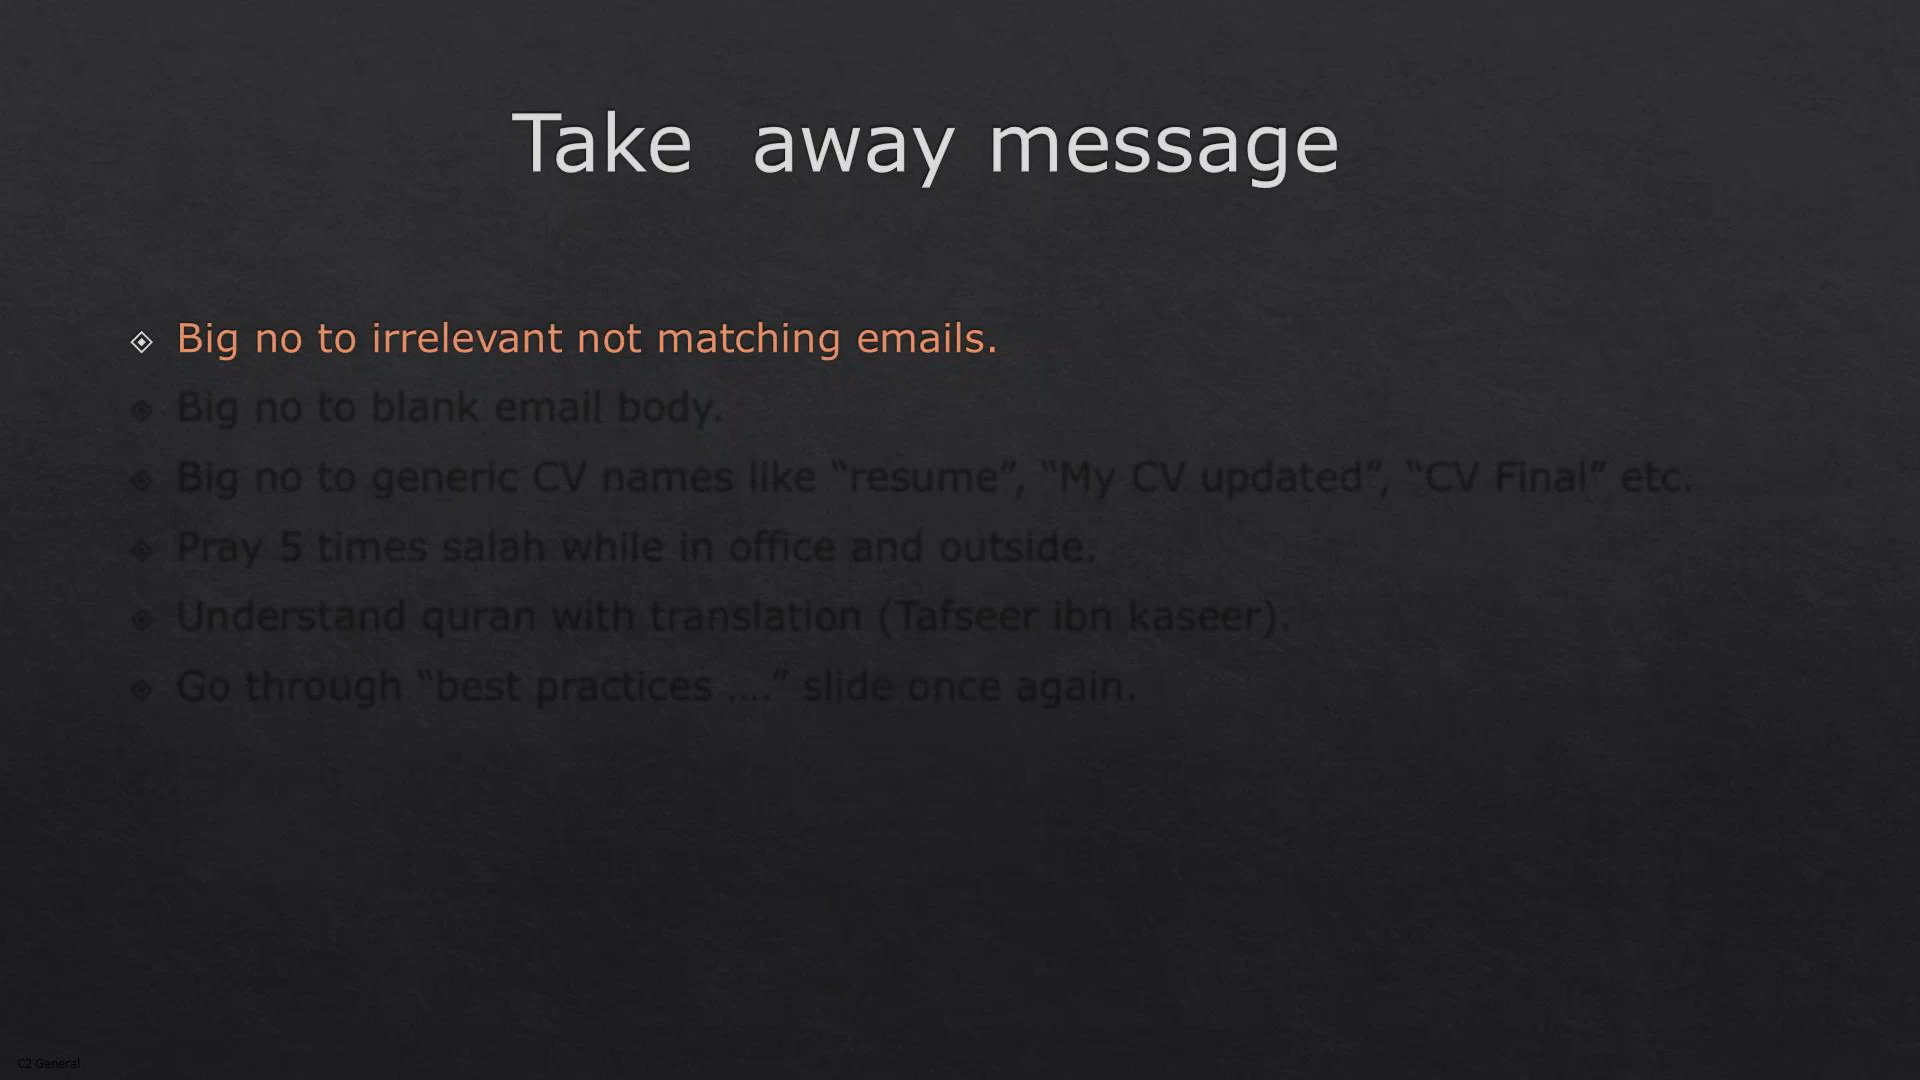 Take  away message
Big no to irrelevant not matching emails.
Big no to blank email body.
Big no to generic CV names like “resume”, “My CV updated”, “CV Final” etc.
Pray 5 times salah while in office and outside.
Understand quran with translation (Tafseer ibn kaseer).
Go through “best practices ....” slide once again.
C2 General